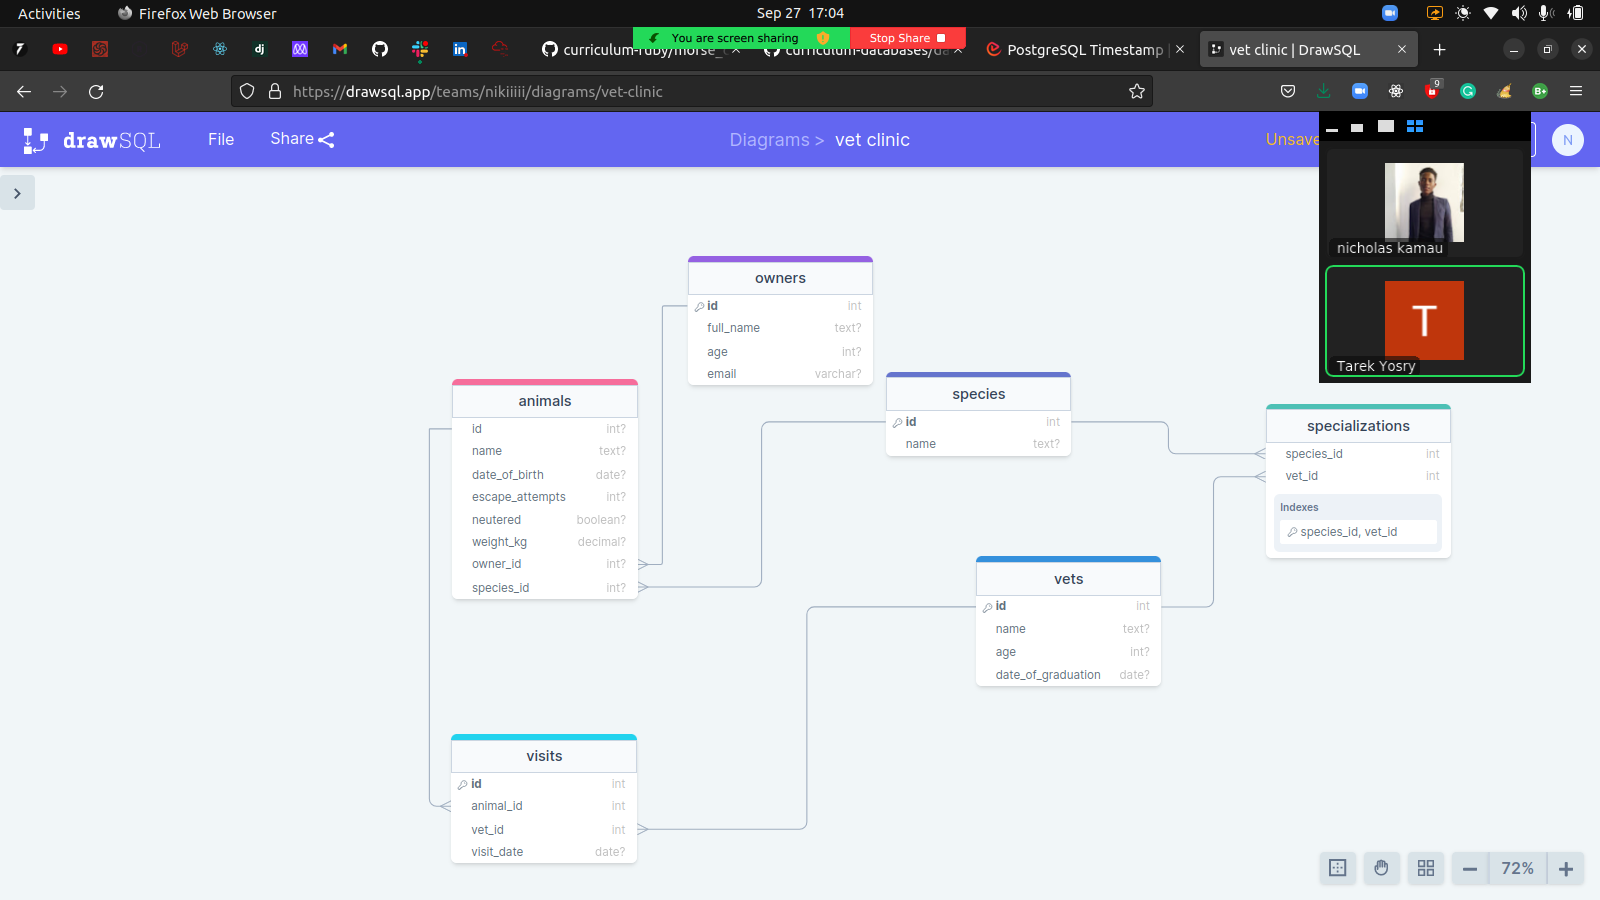 Activities
Firefox Web Browser
Sep 27 17:04
You are screen sharing
Stop Share
dj
in
curriculum-ruby/morse_
curriculum-databases/da
PostgreSQL Timestamp
vet clinic | DrawSQL
https://drawsql.app/teams/nikiiiii/diagrams/vet-clinic
9
B+
drawSQL
File
Share
Diagrams > vet clinic
Unsave
N
nicholas kamau
T
Tarek Yosry
owners
id int
full_name text?
age int?
email varchar?
animals
id int?
name text?
date_of_birth date?
escape_attempts int?
neutered boolean?
weight_kg decimal?
owner_id int?
species_id int?
species
id int
name text?
specializations
species_id int
vet_id int
Indexes
species_id, vet_id
vets
id int
name text?
age int?
date_of_graduation date?
visits
id int
animal_id int
vet_id int
visit_date date?
72%